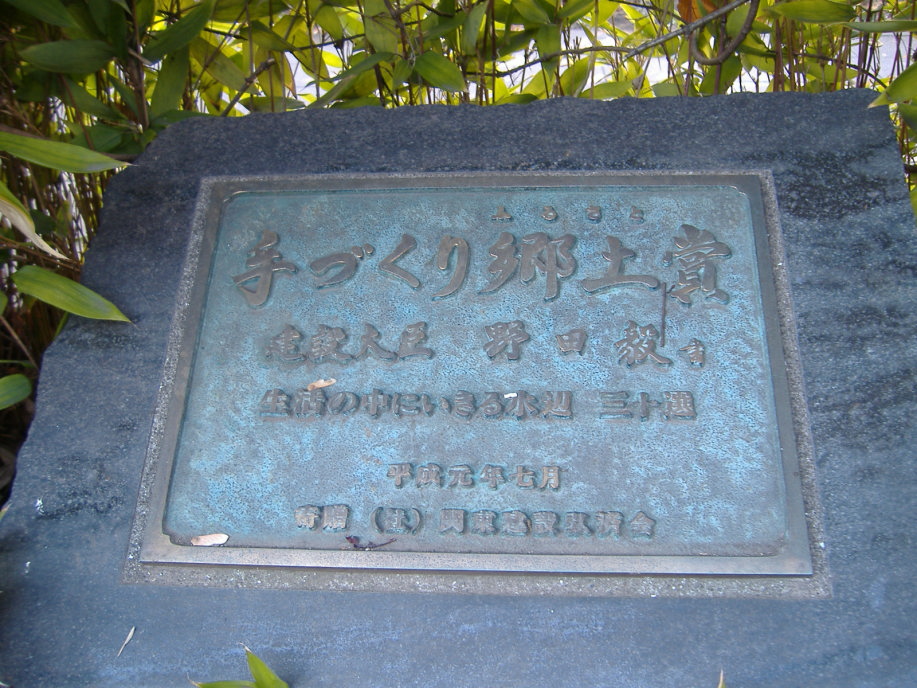 ふるさと
手づくり郷土賞
建設大臣 野田 毅 書
生活の中にいきる水辺 三十選
平成元年七月
寄贈 (社) 関東建設弘済会